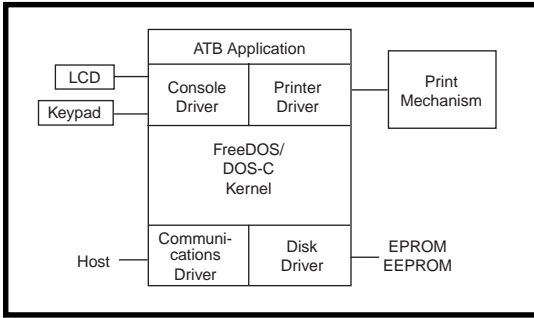 ATB Application
LCD
Keypad
Console
Driver
Printer
Driver
Print
Mechanism
FreeDOS/
DOS-C
Kernel
Host
Communi-
cations
Driver
Disk
Driver
EPROM
EEPROM